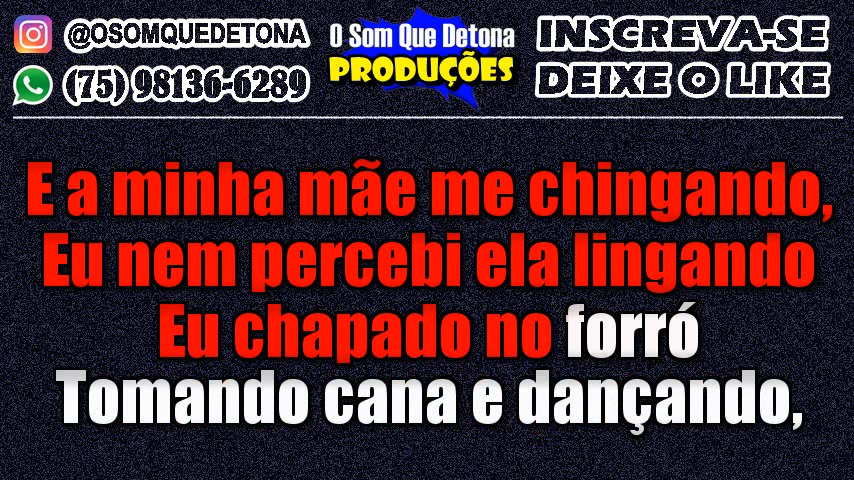 @OSOMQUEDETONA
(75) 98136-6289
O Som Que Detona
PRODUÇÕES
INSCREVA-SE
DEIXE O LIKE
E a minha mãe me chingando,
Eu nem percebi ela lingando
Eu chapado no forró
Tomando cana e dançando,